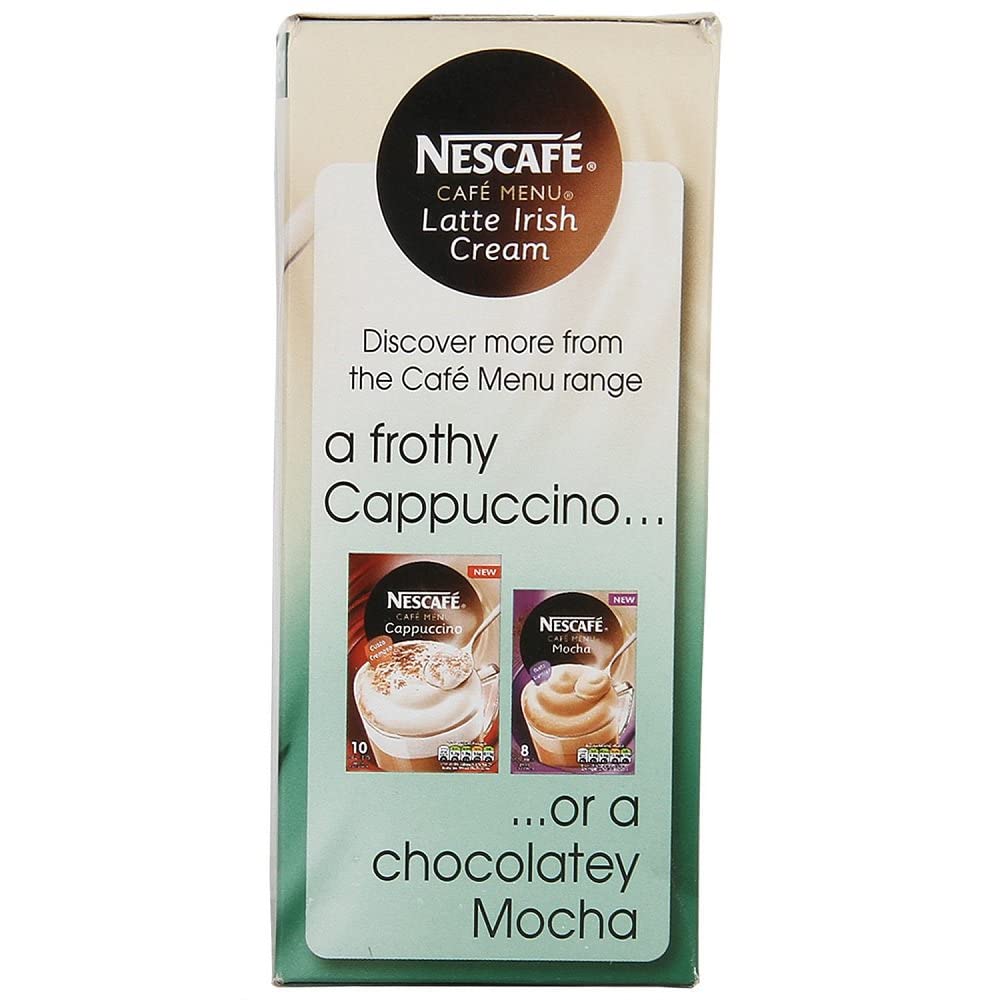 NESCAFÉ®
CAFÉ MENU®
Latte Irish
Cream
Discover more from
the Café Menu range
a frothy
Cappuccino...
NEW
NESCAFÉ®
CAFÉ MENU
Cappuccino
10
NEW
NESCAFÉ®
CAFÉ MENU
Mocha
8
...or a
chocolatey
Mocha